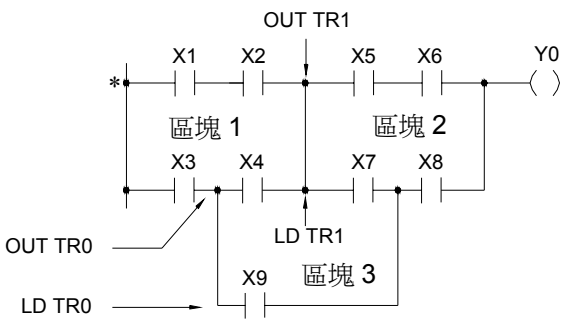 OUT TR1
X1 X2 X5 X6 Y0
*
區塊 1 區塊 2
X3 X4 X7 X8
OUT TR0
LD TR1
X9 區塊 3
LD TR0